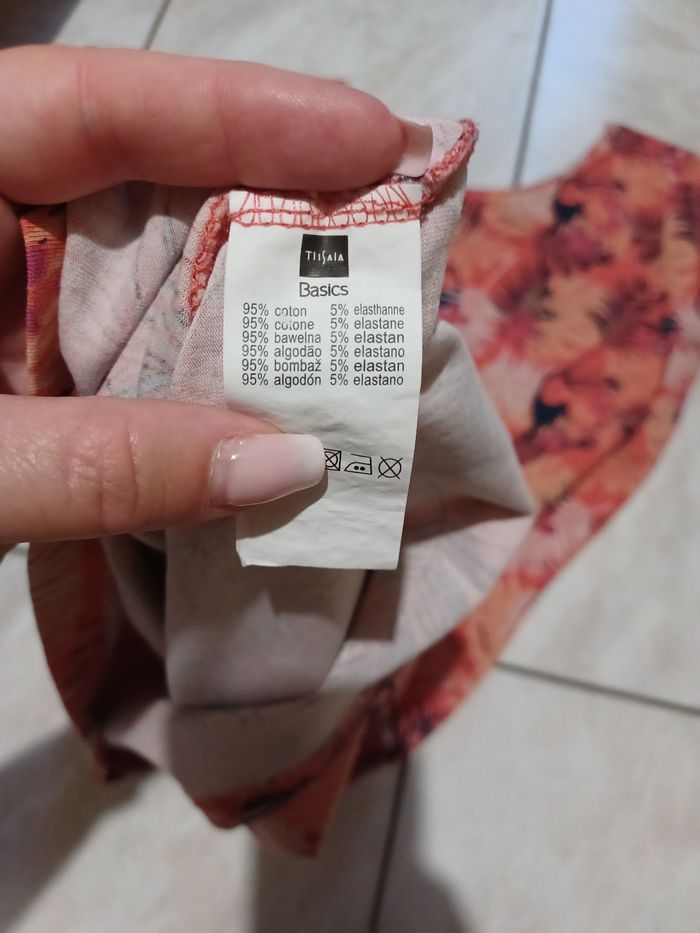 TISSAIA
Basics
95% coton 5% elasthanne
95% cotone 5% elastane
95% bawełna 5% elastan
95% algodão 5% elastano
95% bombaž 5% elastan
95% algodón 5% elastano